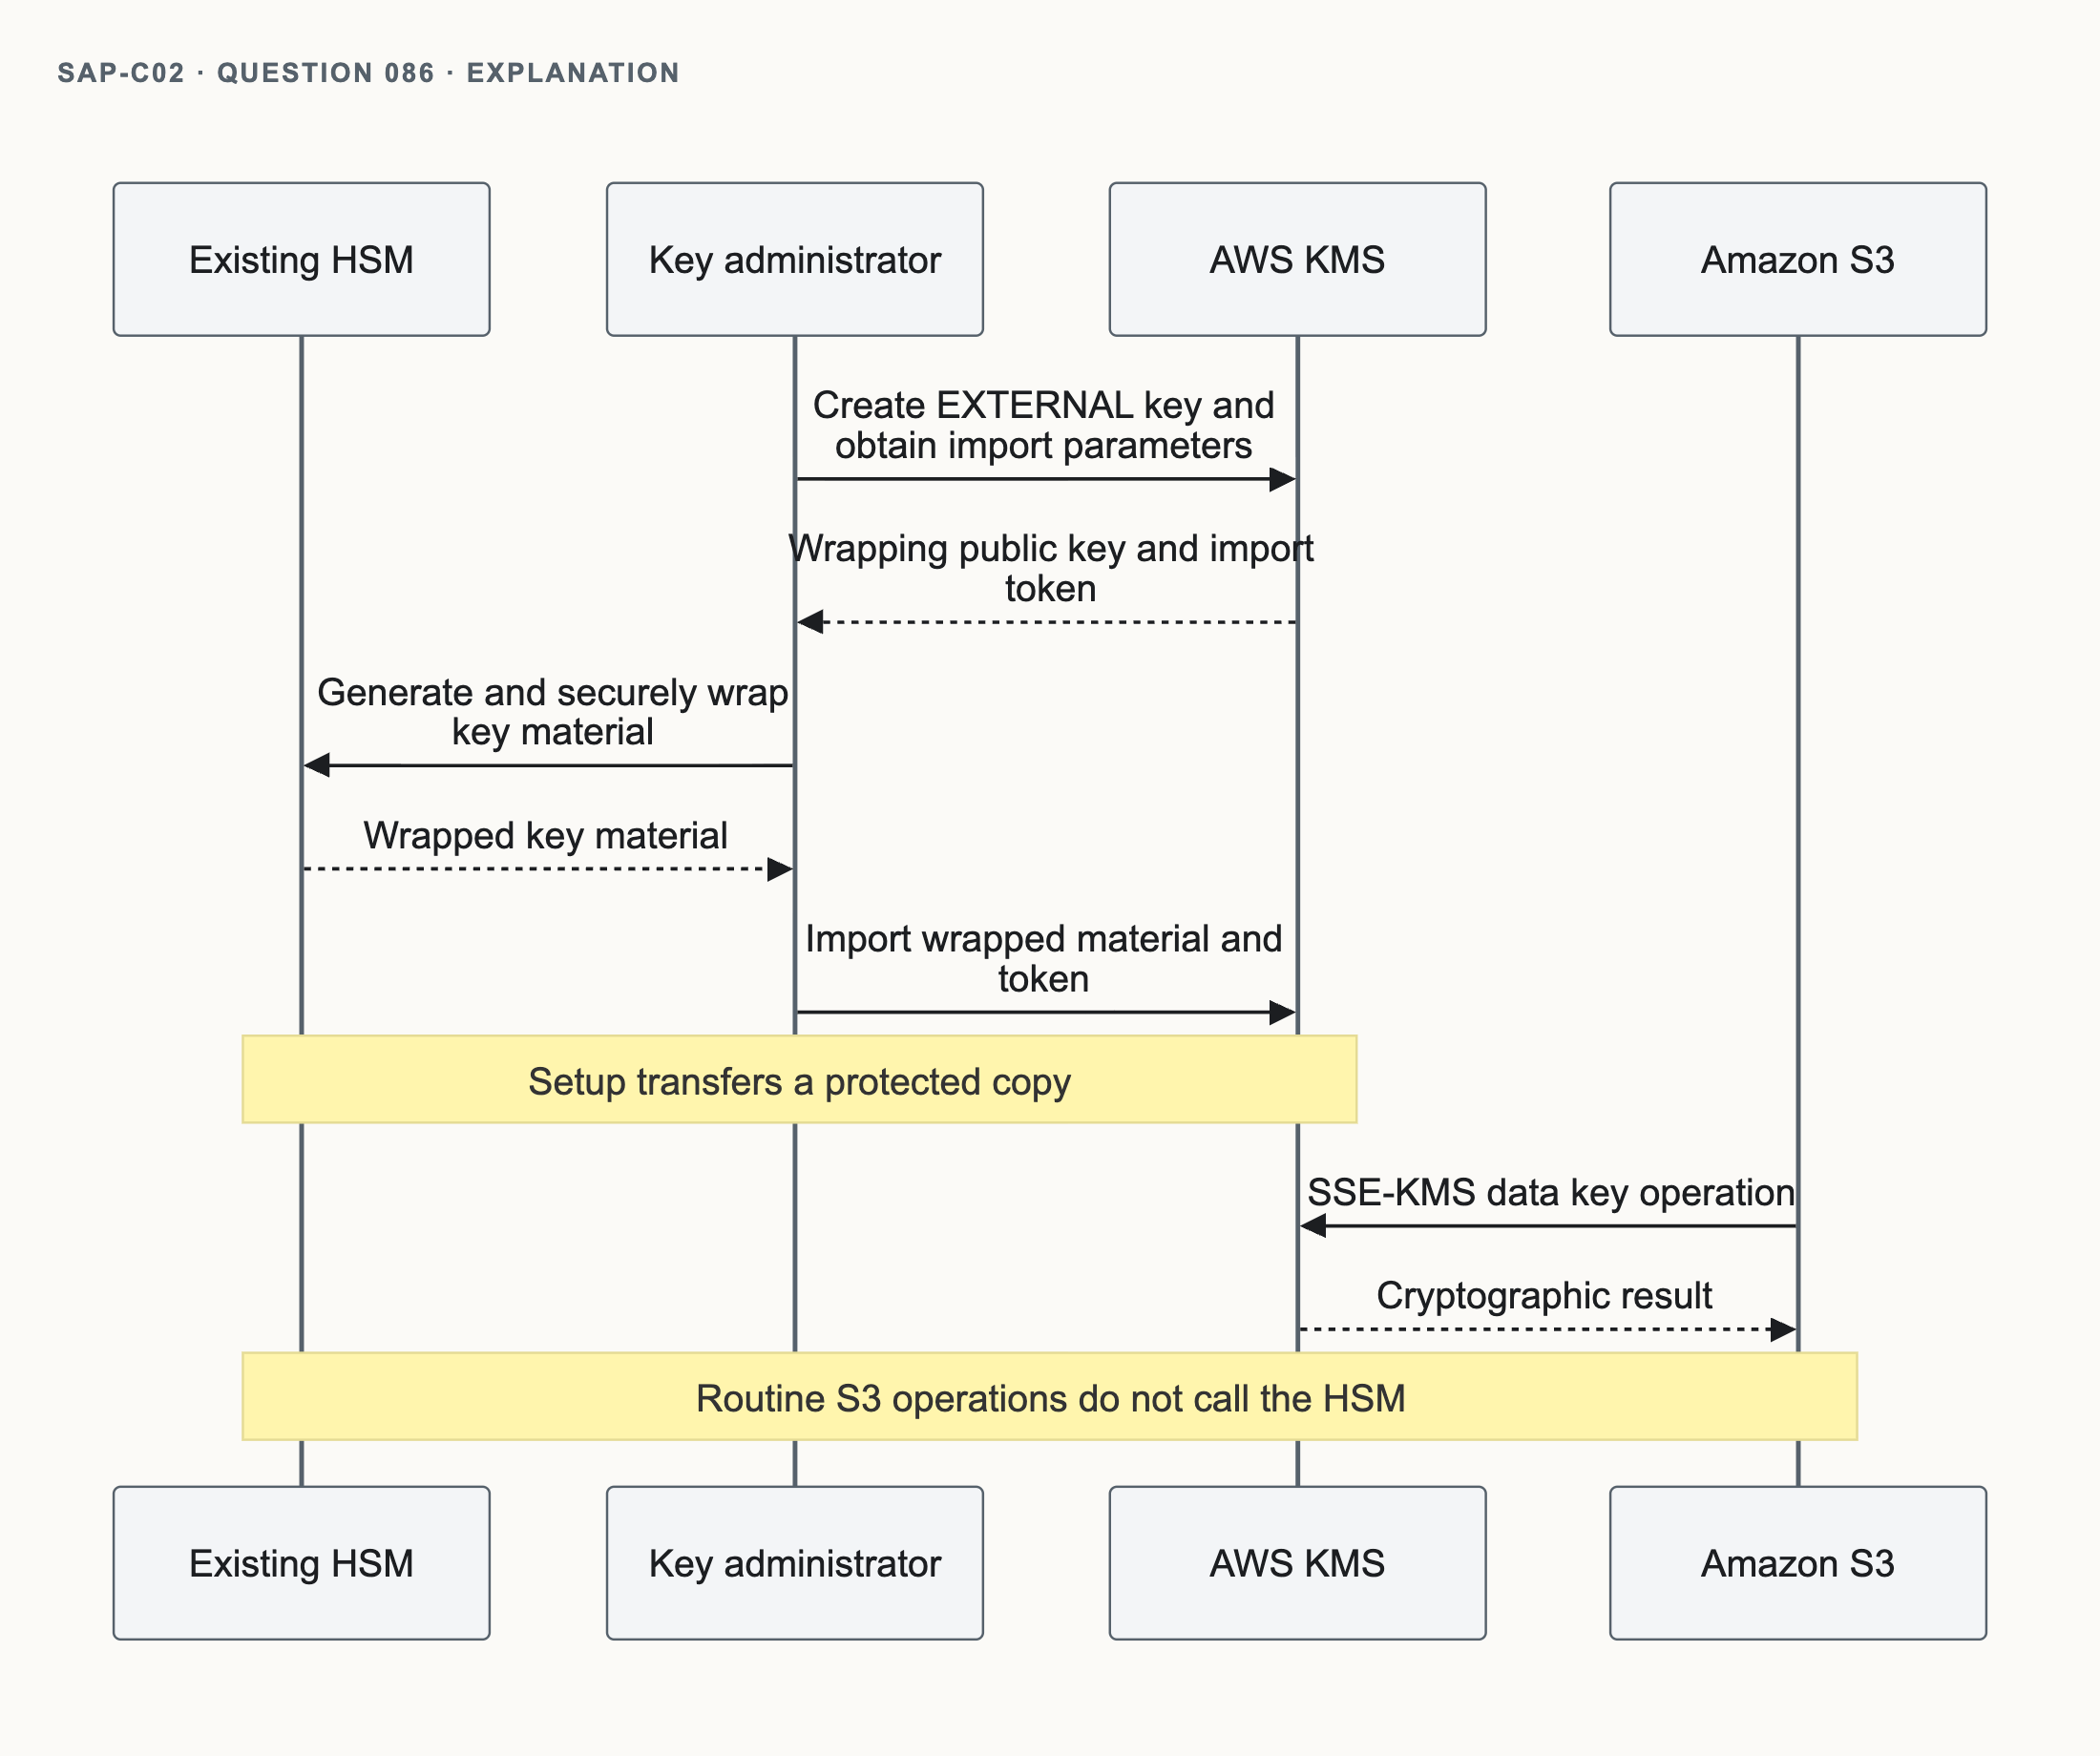 SAP-C02 · QUESTION 086 · EXPLANATION
Existing HSM
Key administrator
AWS KMS
Amazon S3
Create EXTERNAL key and
obtain import parameters
Wrapping public key and import
token
Generate and securely wrap
key material
Wrapped key material
Import wrapped material and
token
Setup transfers a protected copy
SSE-KMS data key operation
Cryptographic result
Routine S3 operations do not call the HSM
Existing HSM
Key administrator
AWS KMS
Amazon S3